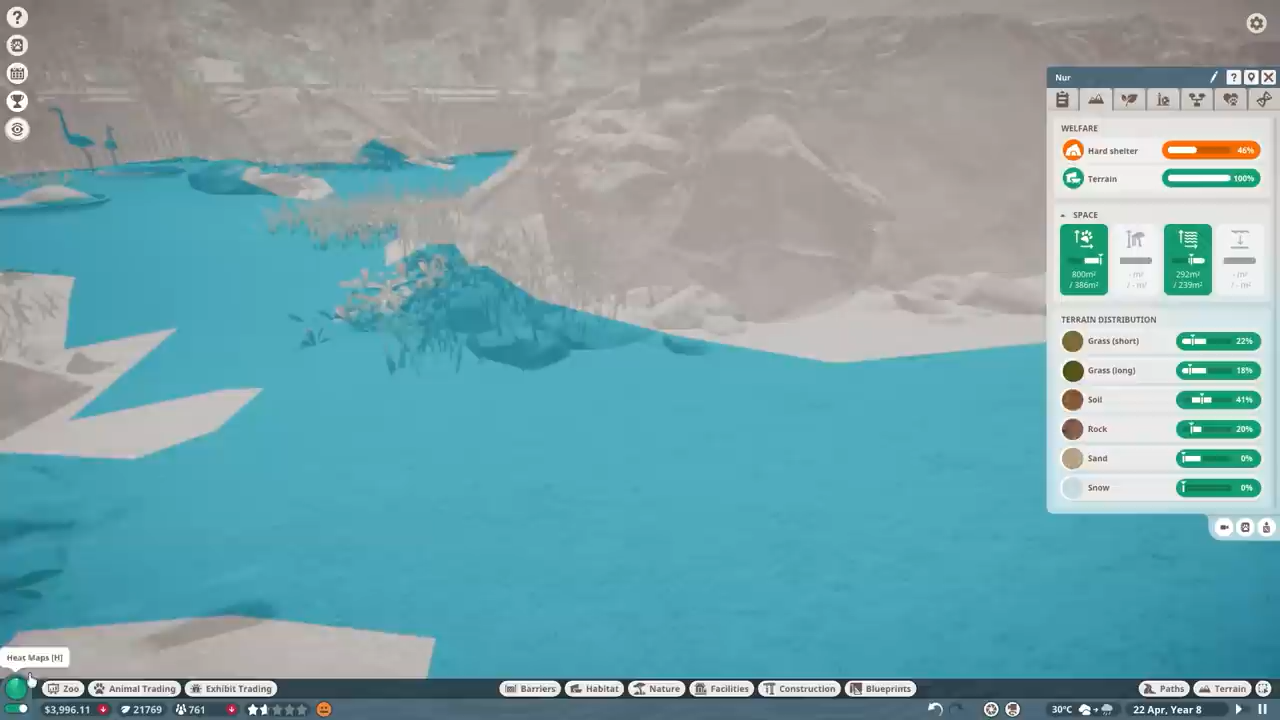 Nur
WELFARE
Hard shelter 46%
Terrain 100%
SPACE
800m²
/ 386m²
- m²
/ - m²
292m²
/ 239m²
- m²
/ - m²
TERRAIN DISTRIBUTION
Grass (short) 22%
Grass (long) 18%
Soil 41%
Rock 20%
Sand 0%
Snow 0%
Heat Maps [H]
Zoo Animal Trading Exhibit Trading Barriers Habitat Nature Facilities Construction Blueprints Paths Terrain
$3,996.11 21769 761 30°C 22 Apr, Year 8